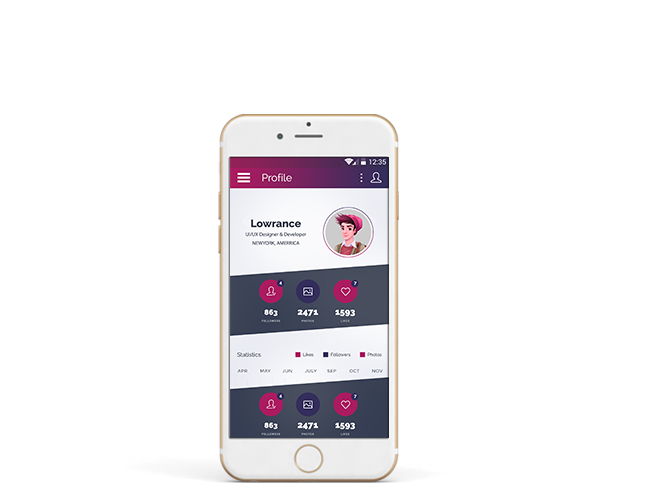 12:35
Profile
Lowrance
UI/UX Designer & Developer
NEWYORK, AMERRICA
4 7
863 2471 1593
FOLLOWERS PHOTOS LIKES
Statistics Likes Followers Photos
APR MAY JUN JULY SEP OCT NOV
4 7
863 2471 1593
FOLLOWERS PHOTOS LIKES